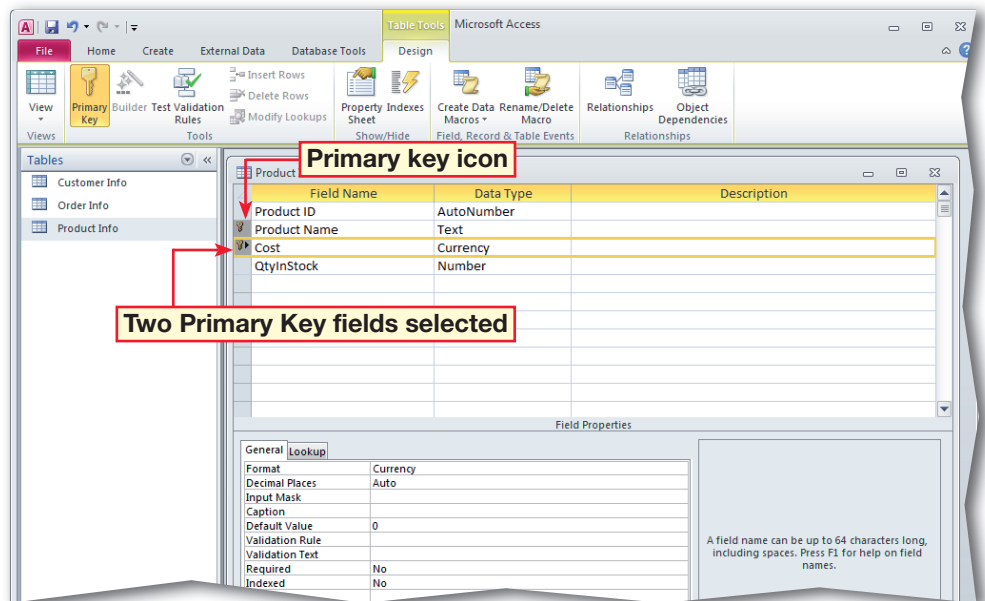 Table Tools Microsoft Access
File Home Create External Data Database Tools Design
View
Views
Primary Key
Builder
Test Validation Rules
Insert Rows
Delete Rows
Modify Lookups
Tools
Property Sheet
Indexes
Show/Hide
Create Data Macros
Rename/Delete Macro
Field, Record & Table Events
Relationships
Object Dependencies
Relationships
Tables
Customer Info
Order Info
Product Info
Primary key icon
Product
Field Name Data Type Description
Product ID AutoNumber
Product Name Text
Cost Currency
QtyInStock Number
Two Primary Key fields selected
Field Properties
General Lookup
Format Currency
Decimal Places Auto
Input Mask
Caption
Default Value 0
Validation Rule
Validation Text
Required No
Indexed No
A field name can be up to 64 characters long,
including spaces. Press F1 for help on field
names.